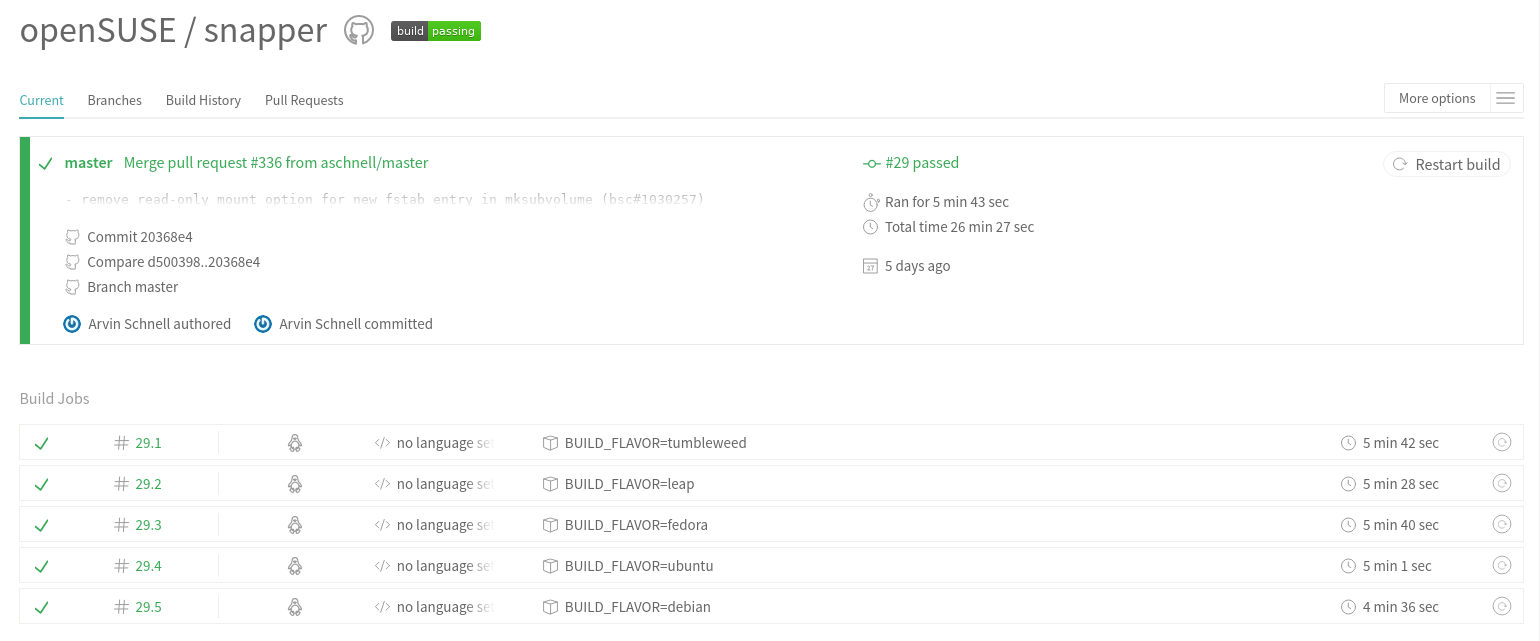 openSUSE / snapper build passing
Current Branches Build History Pull Requests More options
master Merge pull request #336 from aschnell/master
- remove read-only mount option for new fstab entry in mksubvolume (bsc#1030257)
Commit 20368e4
Compare d500398..20368e4
Branch master
Arvin Schnell authored Arvin Schnell committed
#29 passed
Ran for 5 min 43 sec
Total time 26 min 27 sec
27
5 days ago
Restart build
Build Jobs
# 29.1 </> no language set BUILD_FLAVOR=tumbleweed 5 min 42 sec
# 29.2 </> no language set BUILD_FLAVOR=leap 5 min 28 sec
# 29.3 </> no language set BUILD_FLAVOR=fedora 5 min 40 sec
# 29.4 </> no language set BUILD_FLAVOR=ubuntu 5 min 1 sec
# 29.5 </> no language set BUILD_FLAVOR=debian 4 min 36 sec